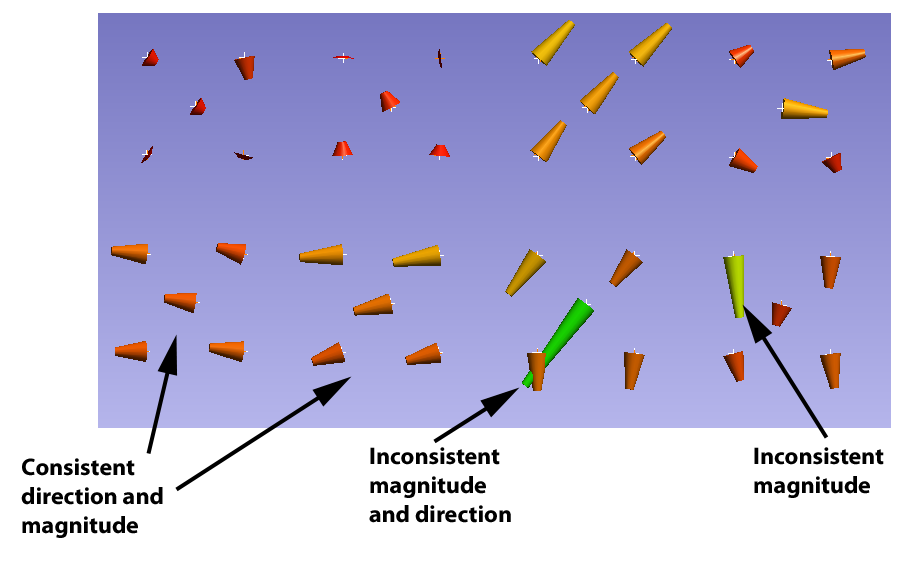 Consistent
direction and
magnitude
Inconsistent
magnitude
and direction
Inconsistent
magnitude